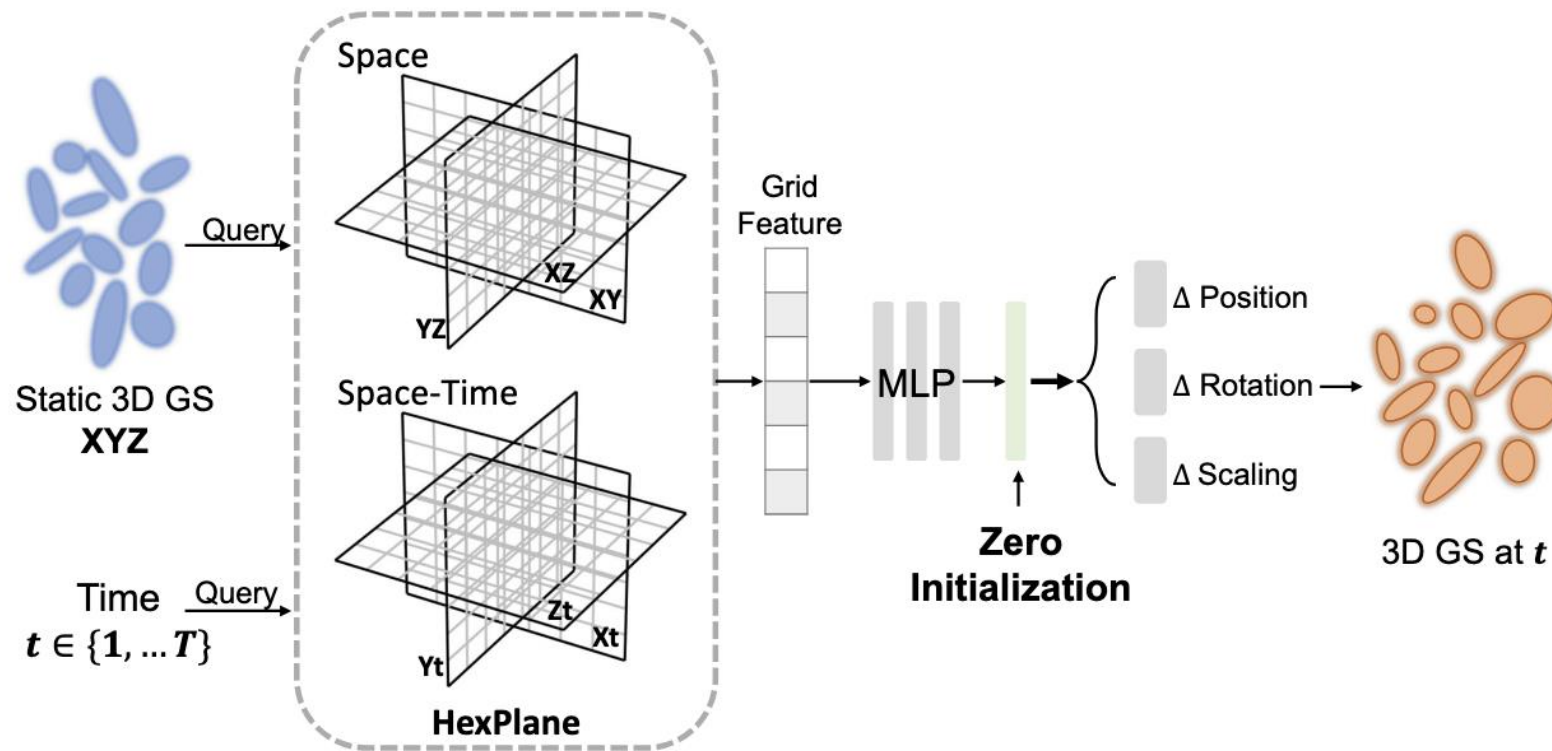 Static 3D GS
XYZ
Query
Time
t ∈ {1, ... T}
Query
Space
XZ
XY
YZ
Space-Time
Zt
Xt
Yt
HexPlane
Grid
Feature
MLP
Zero
Initialization
Δ Position
Δ Rotation
Δ Scaling
3D GS at t